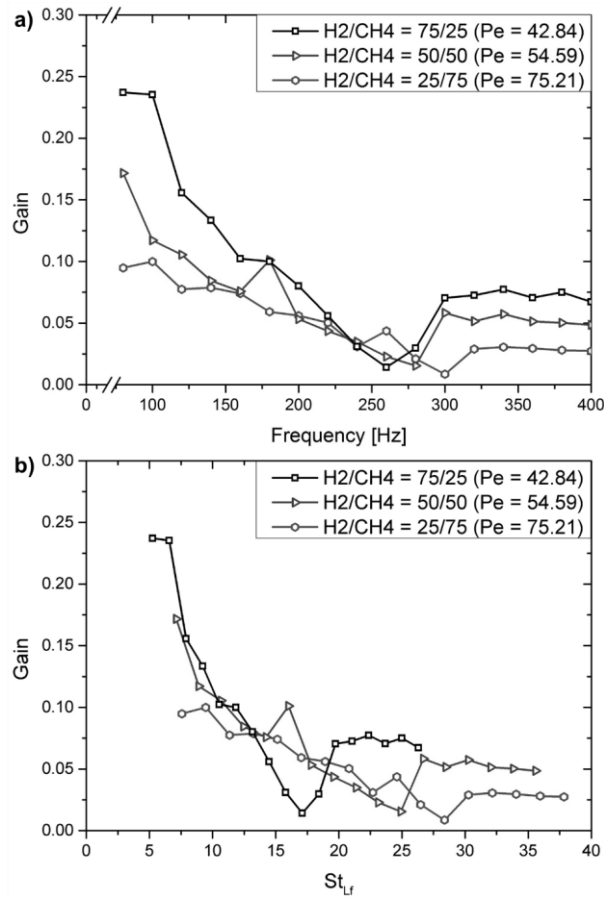 a)
0.30
0.25
0.20
0.15
0.10
0.05
0.00
Gain
H2/CH4 = 75/25 (Pe = 42.84)
H2/CH4 = 50/50 (Pe = 54.59)
H2/CH4 = 25/75 (Pe = 75.21)
0 100 150 200 250 300 350 400
Frequency [Hz]
b)
0.30
0.25
0.20
0.15
0.10
0.05
0.00
Gain
H2/CH4 = 75/25 (Pe = 42.84)
H2/CH4 = 50/50 (Pe = 54.59)
H2/CH4 = 25/75 (Pe = 75.21)
0 5 10 15 20 25 30 35 40
St_Lf